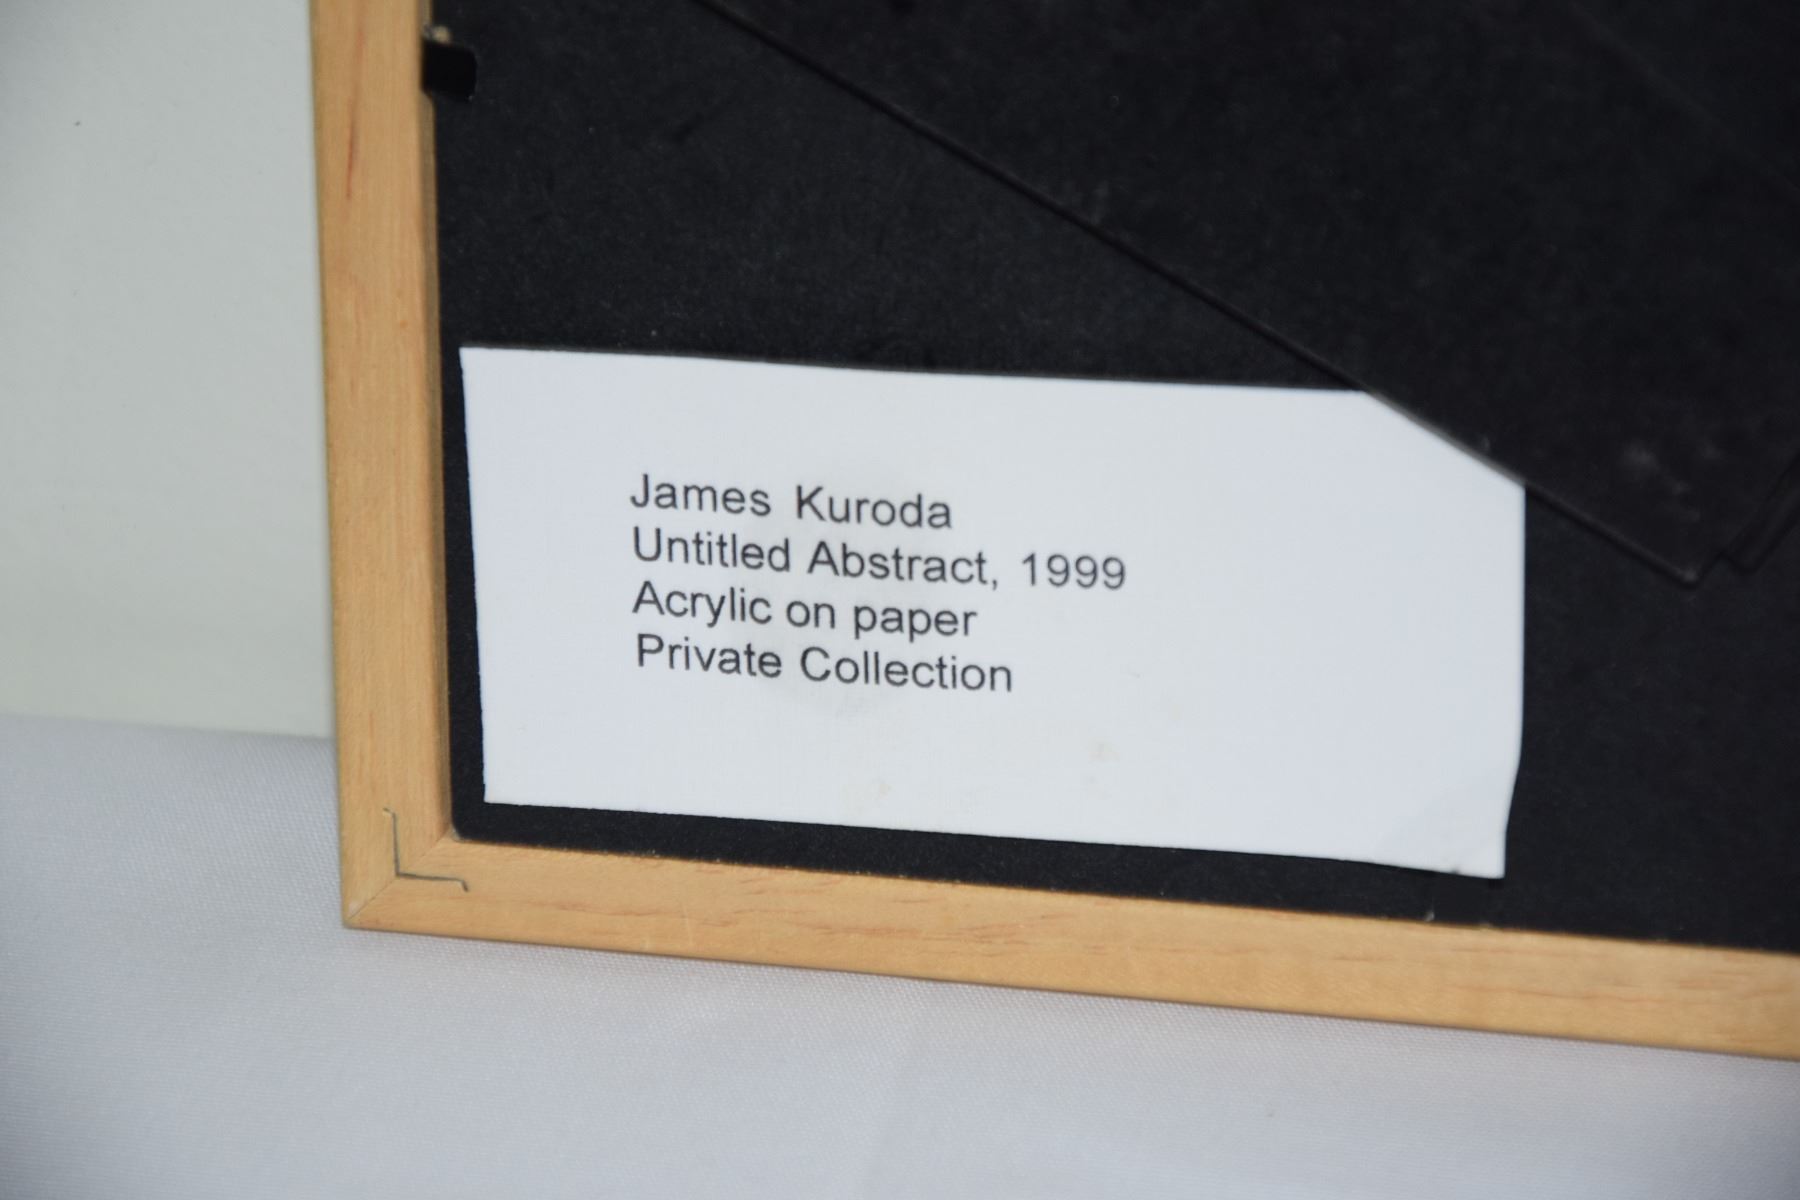 James Kuroda
Untitled Abstract, 1999
Acrylic on paper
Private Collection